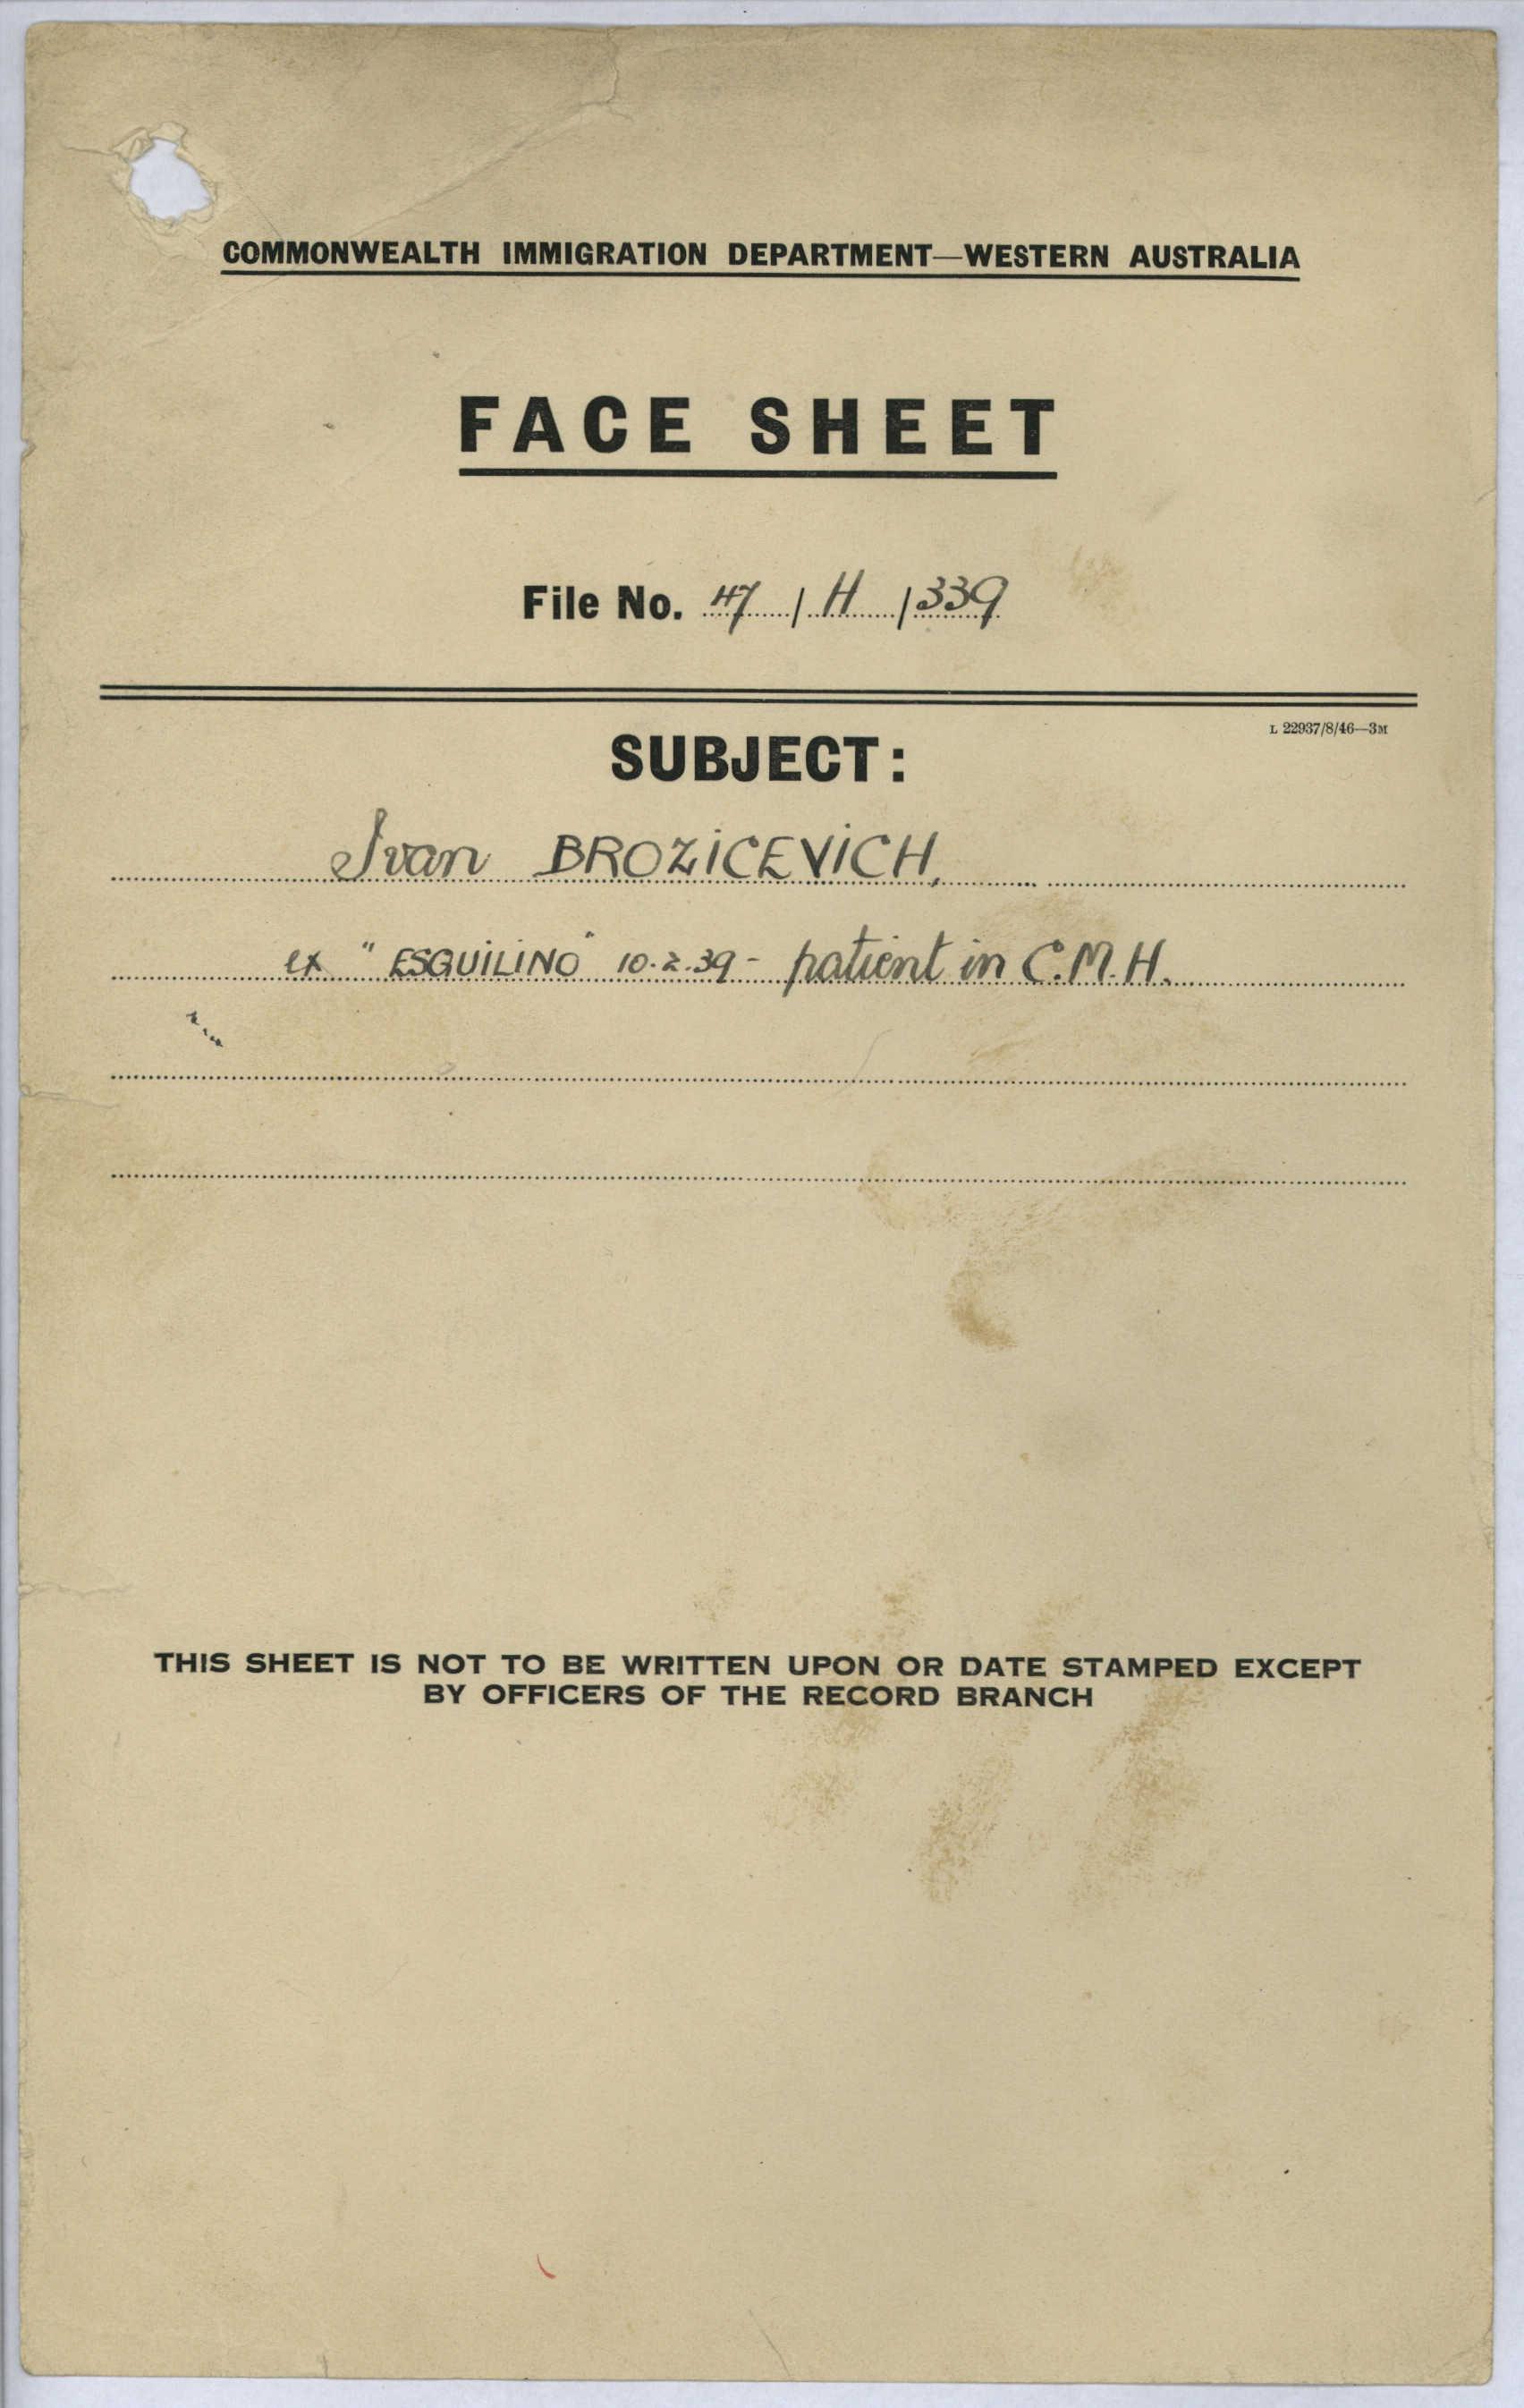 COMMONWEALTH IMMIGRATION DEPARTMENT—WESTERN AUSTRALIA
FACE SHEET
File No. 47 / H / 339
L 22937/8/46—3M
SUBJECT:
Ivan BROZICEVICH,
ex "ESGUILINO" 10.2.39 - patient in C.M.H.
THIS SHEET IS NOT TO BE WRITTEN UPON OR DATE STAMPED EXCEPT
BY OFFICERS OF THE RECORD BRANCH